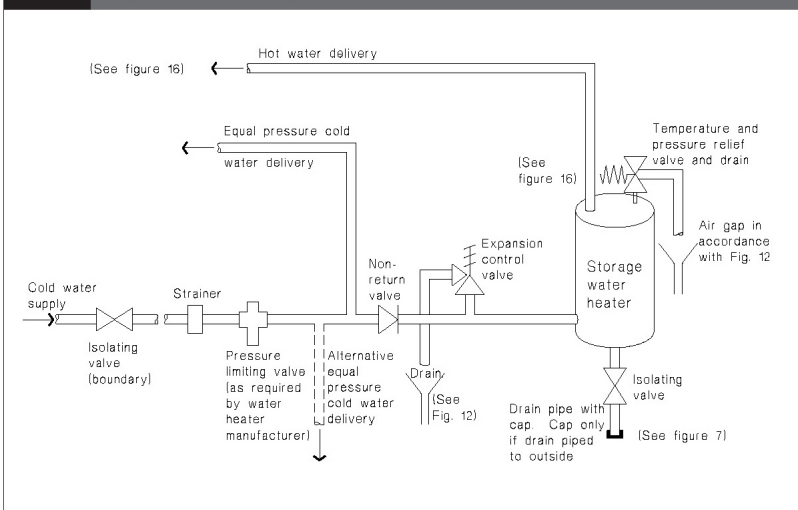 Hot water delivery
(See figure 16)
Equal pressure cold
water delivery
Temperature and
pressure relief
valve and drain
(See
figure 16)
Air gap in
accordance
with Fig. 12
Expansion
control
valve
Non-
return
valve
Storage
water
heater
Cold water
supply
Strainer
Isolating
valve
(boundary)
Pressure
limiting valve
(as required
by water
heater
manufacturer)
Alternative
equal
pressure
cold water
delivery
Drain
(See
Fig. 12)
Isolating
valve
Drain pipe with
cap. Cap only
if drain piped
to outside
(See figure 7)